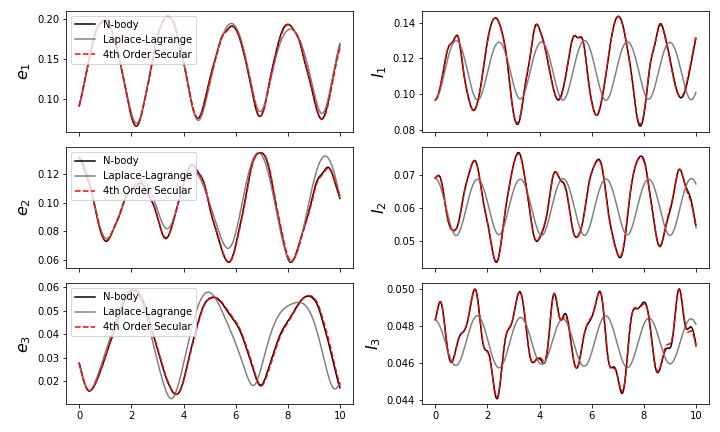 0.20
0.15
0.10
e1
N-body
Laplace-Lagrange
4th Order Secular
0.14
0.12
0.10
0.08
I1
0.12
0.10
0.08
0.06
e2
N-body
Laplace-Lagrange
4th Order Secular
0.07
0.06
0.05
I2
0.06
0.05
0.04
0.03
0.02
e3
N-body
Laplace-Lagrange
4th Order Secular
0 2 4 6 8 10
0.050
0.048
0.046
0.044
I3
0 2 4 6 8 10